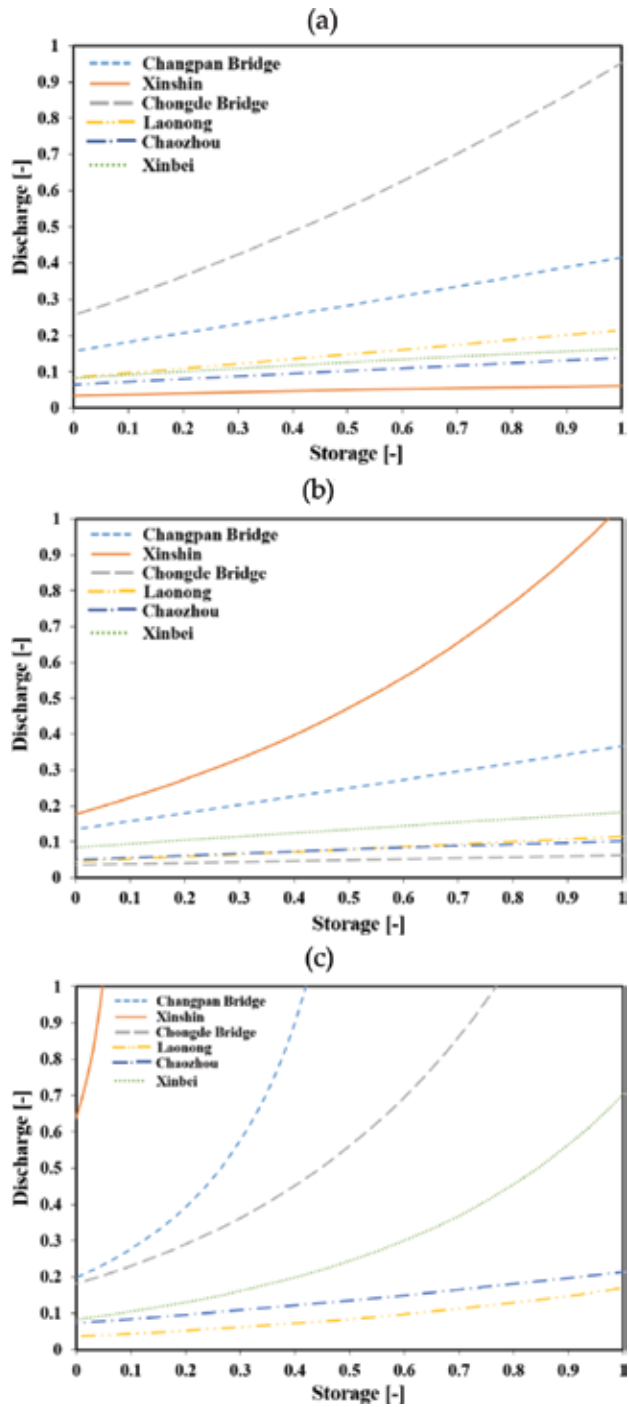 (a)
1
0.9
0.8
0.7
0.6
0.5
0.4
0.3
0.2
0.1
0
Discharge [-]
Changpan Bridge
Xinshin
Chongde Bridge
Laonong
Chaozhou
Xinbei
0 0.1 0.2 0.3 0.4 0.5 0.6 0.7 0.8 0.9 1
Storage [-]
(b)
1
0.9
0.8
0.7
0.6
0.5
0.4
0.3
0.2
0.1
0
Discharge [-]
Changpan Bridge
Xinshin
Chongde Bridge
Laonong
Chaozhou
Xinbei
0 0.1 0.2 0.3 0.4 0.5 0.6 0.7 0.8 0.9 1
Storage [-]
(c)
1
0.9
0.8
0.7
0.6
0.5
0.4
0.3
0.2
0.1
0
Discharge [-]
Changpan Bridge
Xinshin
Chongde Bridge
Laonong
Chaozhou
Xinbei
0 0.1 0.2 0.3 0.4 0.5 0.6 0.7 0.8 0.9 1
Storage [-]